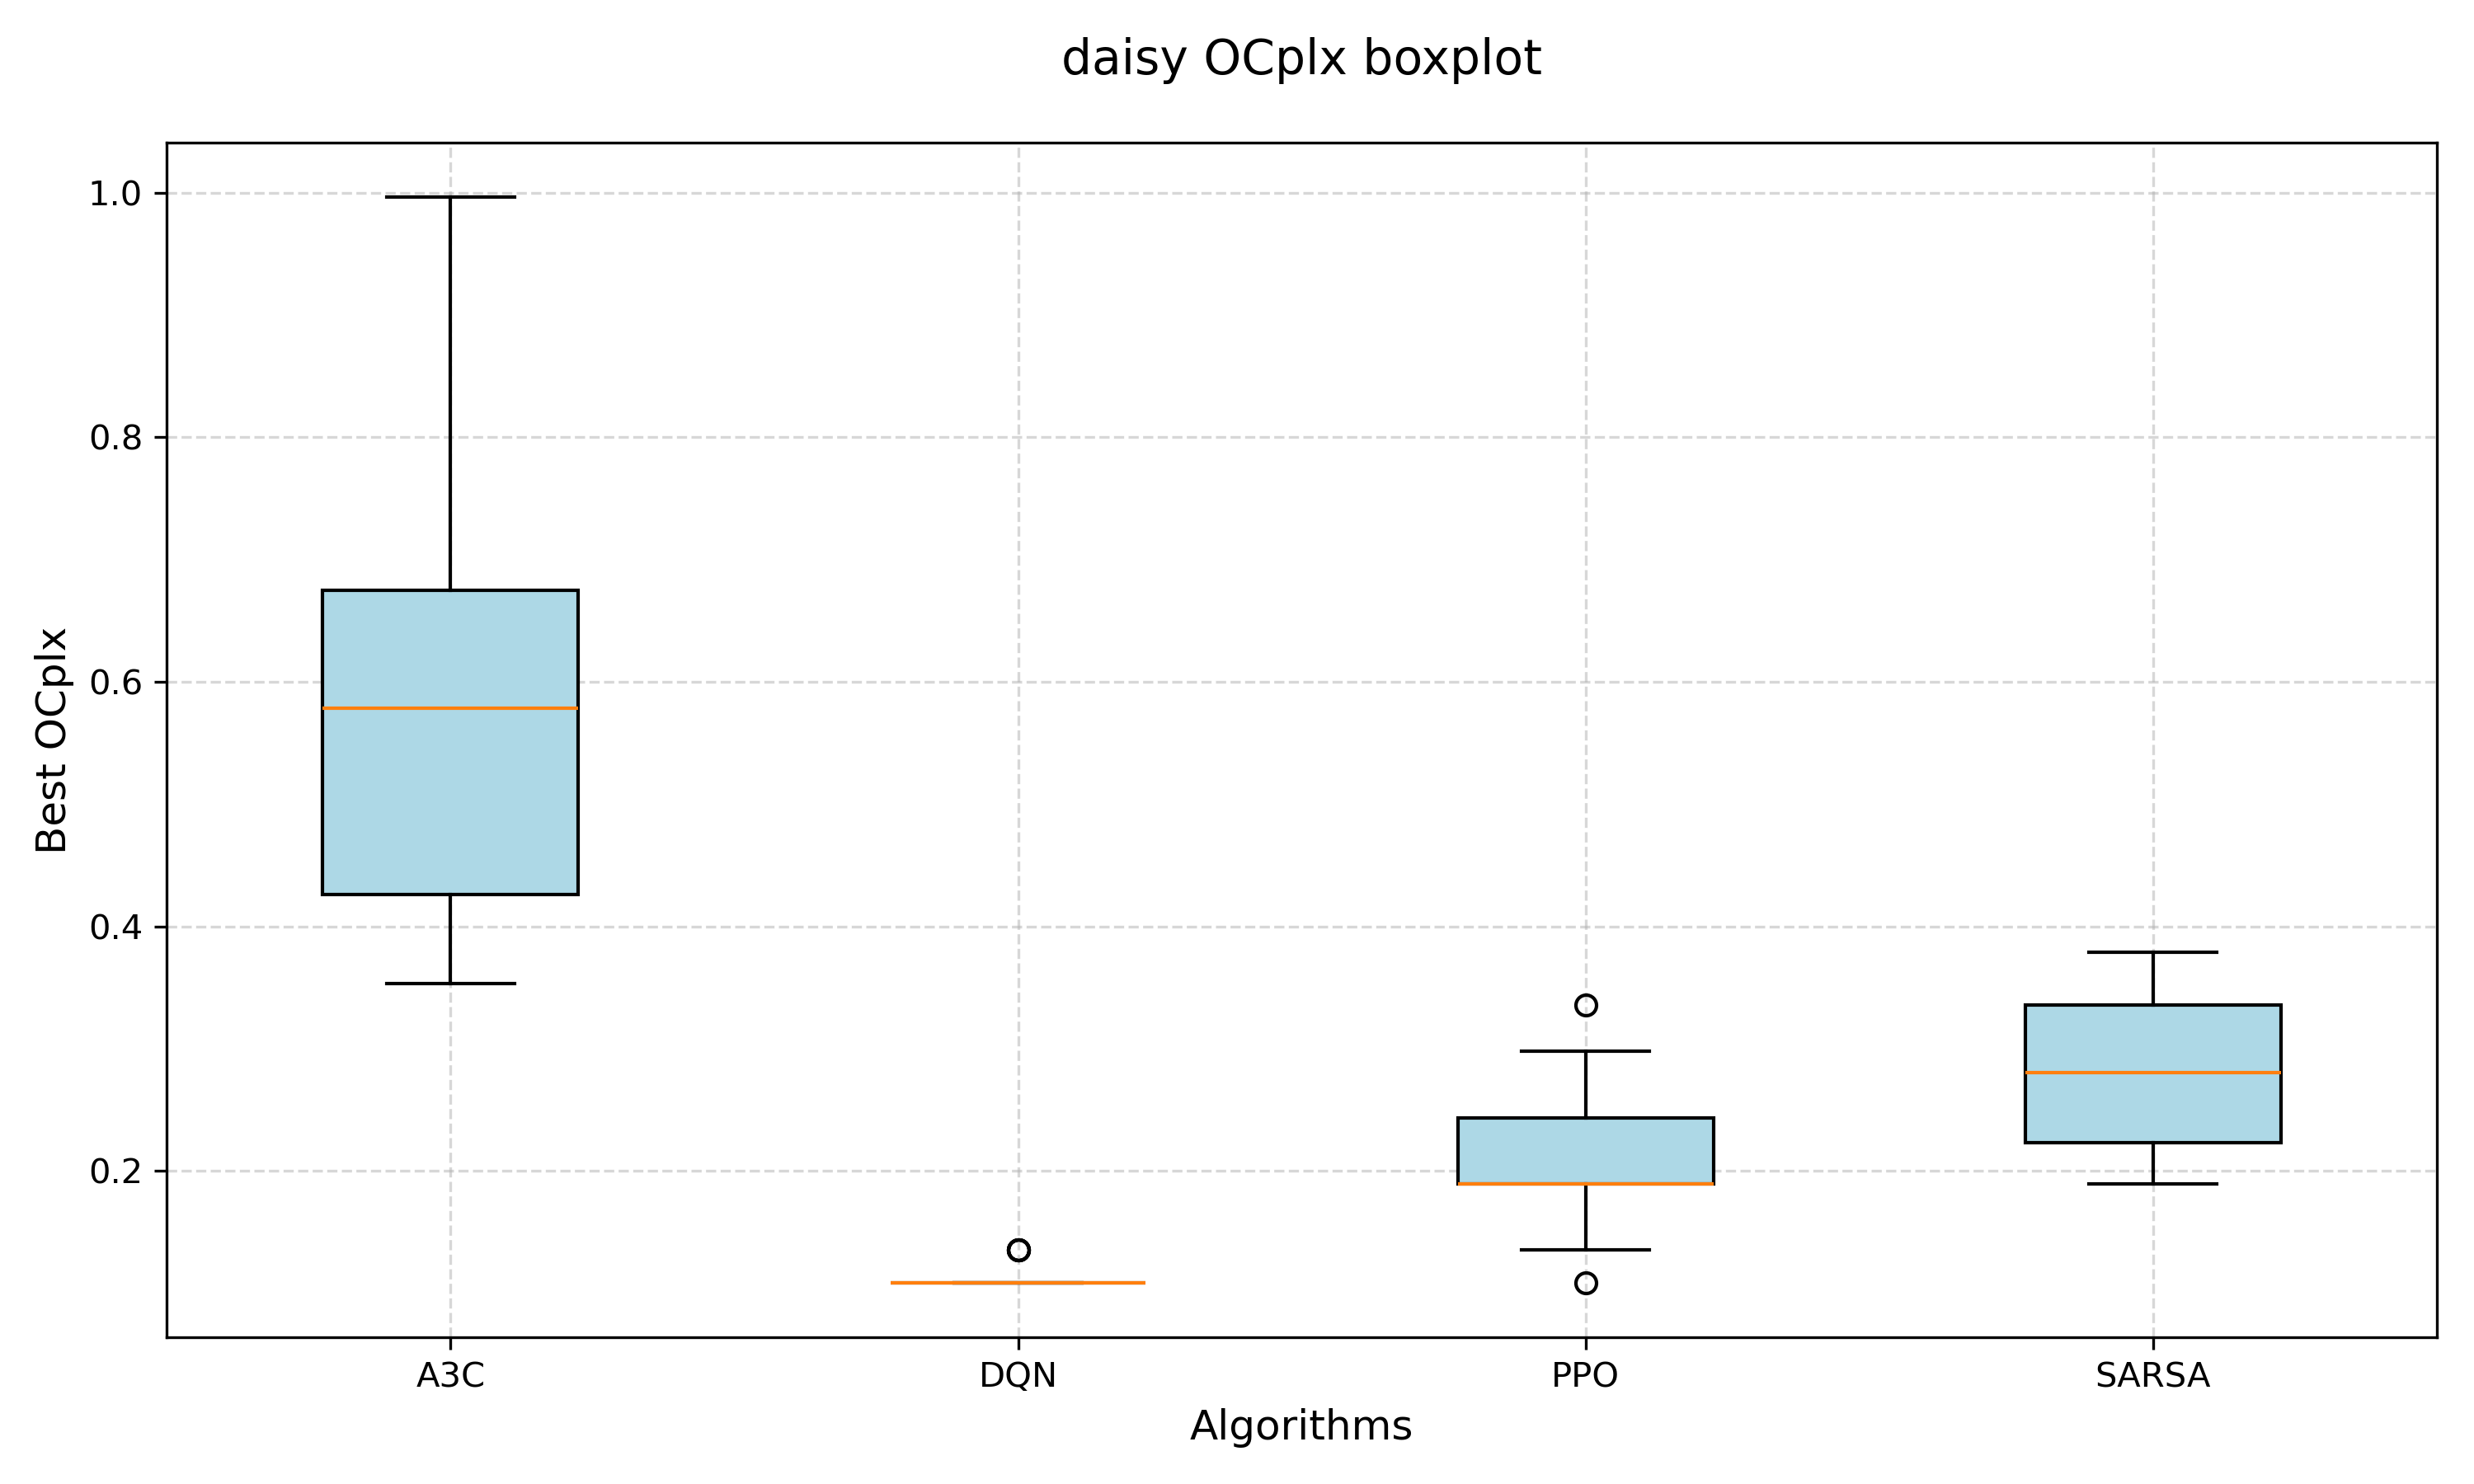 daisy OCplx boxplot
Best OCplx
1.0
0.8
0.6
0.4
0.2
A3C
DQN
PPO
SARSA
Algorithms